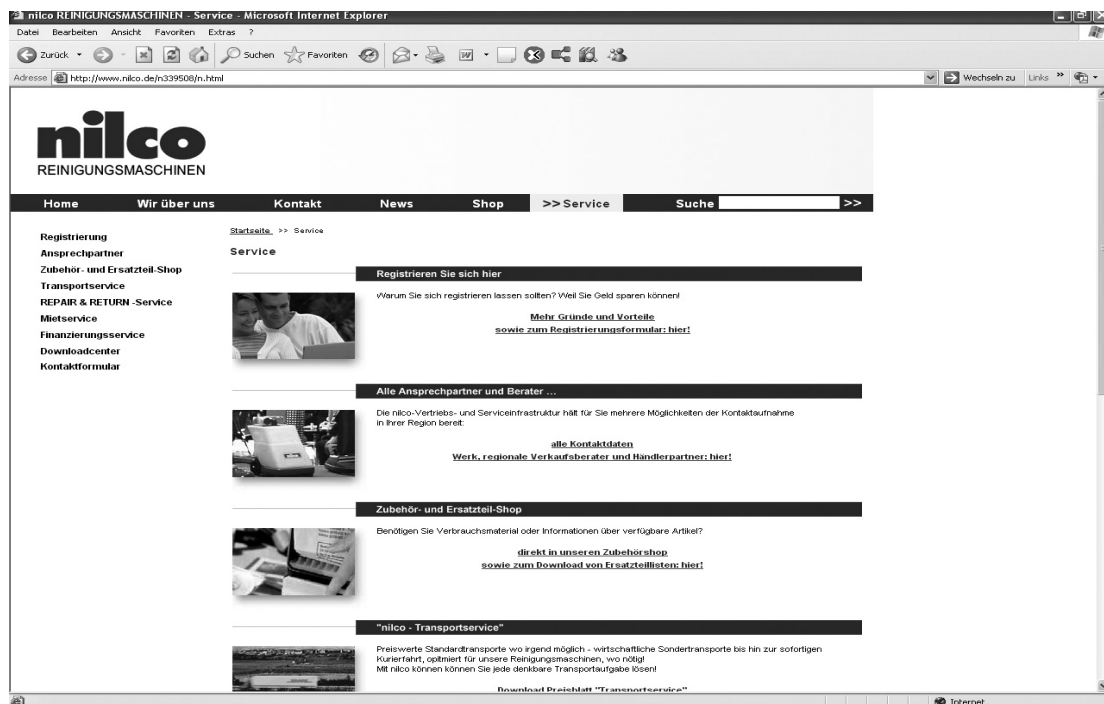 nilco REINIGUNGSMASCHINEN - Service - Microsoft Internet Explorer
Datei Bearbeiten Ansicht Favoriten Extras ?
Zurück Suchen Favoriten
Adresse http://www.nilco.de/n339508/n.html Wechseln zu Links »
nilco
REINIGUNGSMASCHINEN
Home Wir über uns Kontakt News Shop >> Service Suche >>
Registrierung
Ansprechpartner
Zubehör- und Ersatzteil-Shop
Transportservice
REPAIR & RETURN -Service
Mietservice
Finanzierungsservice
Downloadcenter
Kontaktformular
Startseite >> Service
Service
Registrieren Sie sich hier
Warum Sie sich registrieren lassen sollten? Weil Sie Geld sparen können!
Mehr Gründe und Vorteile
sowie zum Registrierungsformular: hier!
Alle Ansprechpartner und Berater ...
Die nilco-Vertriebs- und Serviceinfrastruktur hält für Sie mehrere Möglichkeiten der Kontaktaufnahme
in Ihrer Region bereit:
alle Kontaktdaten
Werk, regionale Verkaufsberater und Händlerpartner: hier!
Zubehör- und Ersatzteil-Shop
Benötigen Sie Verbrauchsmaterial oder Informationen über verfügbare Artikel?
direkt in unseren Zubehörshop
sowie zum Download von Ersatzteillisten: hier!
"nilco - Transportservice"
Preiswerte Standardtransporte wo irgend möglich - wirtschaftliche Sondertransporte bis hin zur sofortigen
Kurierfahrt, opitmiert für unsere Reinigungsmaschinen, wo nötig!
Mit nilco können können Sie jede denkbare Transportaufgabe lösen!
Download Preisblatt "Transportservice"
Internet